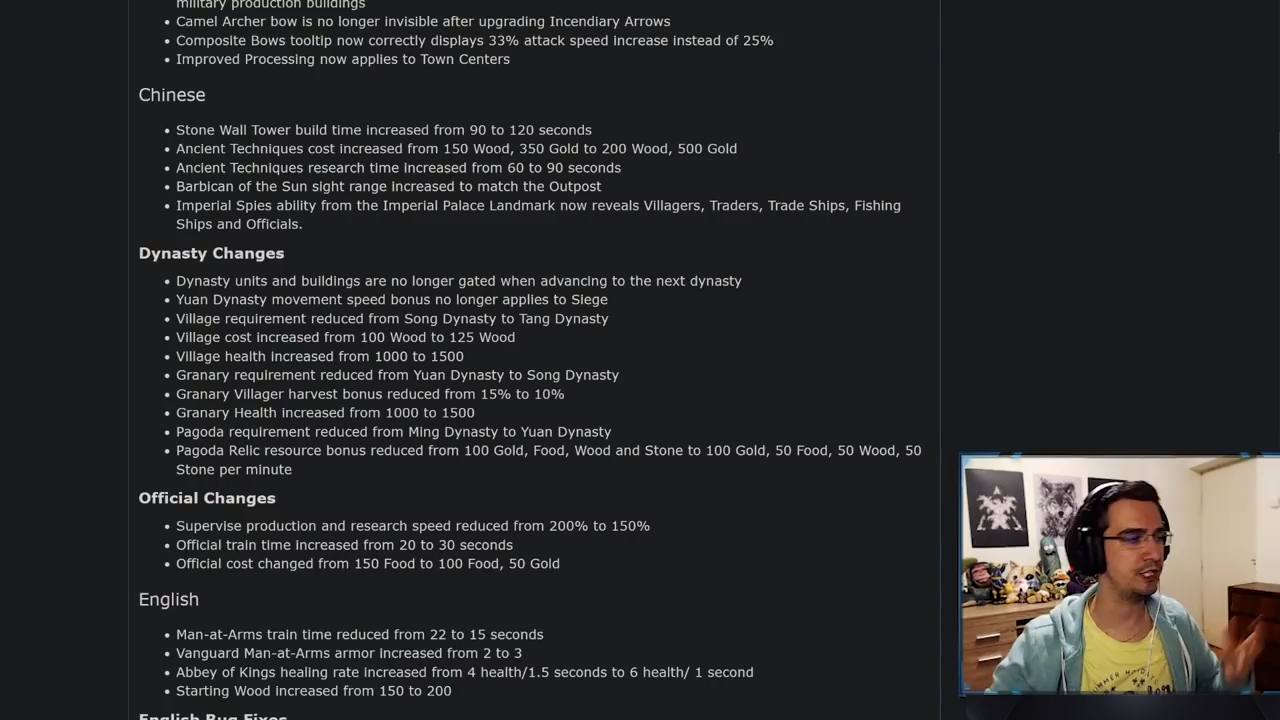 military production buildings
• Camel Archer bow is no longer invisible after upgrading Incendiary Arrows
• Composite Bows tooltip now correctly displays 33% attack speed increase instead of 25%
• Improved Processing now applies to Town Centers
Chinese
• Stone Wall Tower build time increased from 90 to 120 seconds
• Ancient Techniques cost increased from 150 Wood, 350 Gold to 200 Wood, 500 Gold
• Ancient Techniques research time increased from 60 to 90 seconds
• Barbican of the Sun sight range increased to match the Outpost
• Imperial Spies ability from the Imperial Palace Landmark now reveals Villagers, Traders, Trade Ships, Fishing
Ships and Officials.
Dynasty Changes
• Dynasty units and buildings are no longer gated when advancing to the next dynasty
• Yuan Dynasty movement speed bonus no longer applies to Siege
• Village requirement reduced from Song Dynasty to Tang Dynasty
• Village cost increased from 100 Wood to 125 Wood
• Village health increased from 1000 to 1500
• Granary requirement reduced from Yuan Dynasty to Song Dynasty
• Granary Villager harvest bonus reduced from 15% to 10%
• Granary Health increased from 1000 to 1500
• Pagoda requirement reduced from Ming Dynasty to Yuan Dynasty
• Pagoda Relic resource bonus reduced from 100 Gold, Food, Wood and Stone to 100 Gold, 50 Food, 50 Wood, 50
Stone per minute
Official Changes
• Supervise production and research speed reduced from 200% to 150%
• Official train time increased from 20 to 30 seconds
• Official cost changed from 150 Food to 100 Food, 50 Gold
English
• Man-at-Arms train time reduced from 22 to 15 seconds
• Vanguard Man-at-Arms armor increased from 2 to 3
• Abbey of Kings healing rate increased from 4 health/1.5 seconds to 6 health/ 1 second
• Starting Wood increased from 150 to 200
English Bug Fixes